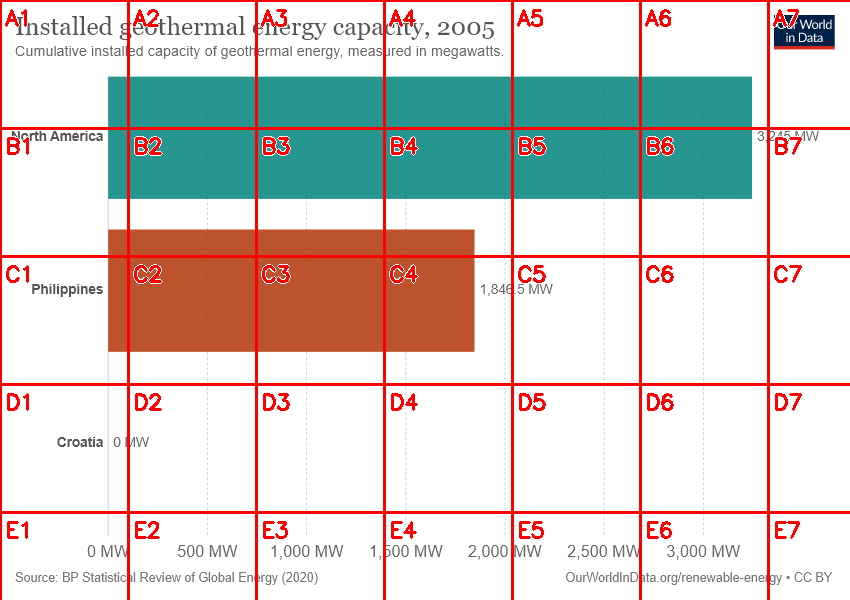 Installed geothermal energy capacity, 2005
Cumulative installed capacity of geothermal energy, measured in megawatts.
Our World
in Data
A1 A2 A3 A4 A5 A6 A7
North America
3,245 MW
B1 B2 B3 B4 B5 B6 B7
C1 C2 C3 C4 C5 C6 C7
Philippines
1,846.5 MW
D1 D2 D3 D4 D5 D6 D7
Croatia
0 MW
E1 E2 E3 E4 E5 E6 E7
0 MW 500 MW 1,000 MW 1,500 MW 2,000 MW 2,500 MW 3,000 MW
Source: BP Statistical Review of Global Energy (2020)
OurWorldInData.org/renewable-energy • CC BY